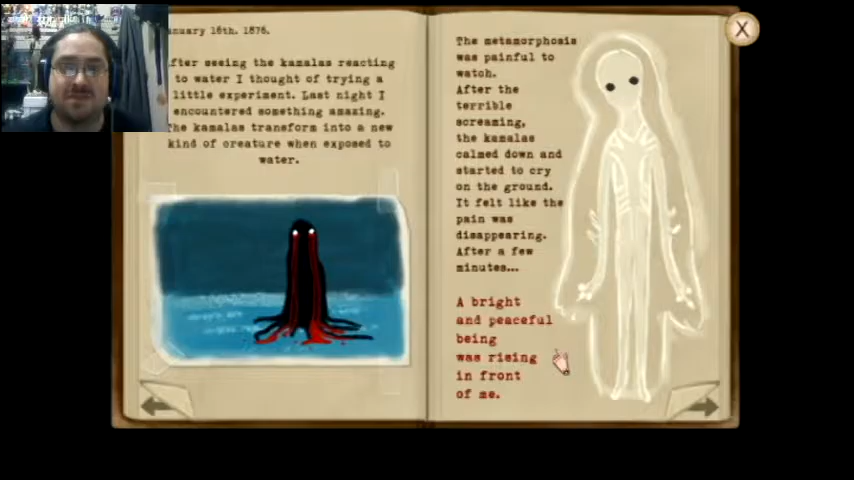 anuary 16th. 1876.
fter seeing the kamalas reacting
to water I thought of trying a
little experiment. Last night I
encountered something amazing.
The kamalas transform into a new
kind of creature when exposed to
water.
The metamorphosis
was painful to
watch.
After the
terrible
screaming,
the kamalas
calmed down and
started to cry
on the ground.
It felt like the
pain was
disappearing.
After a few
minutes...
A bright
and peaceful
being
was rising
in front
of me.
X